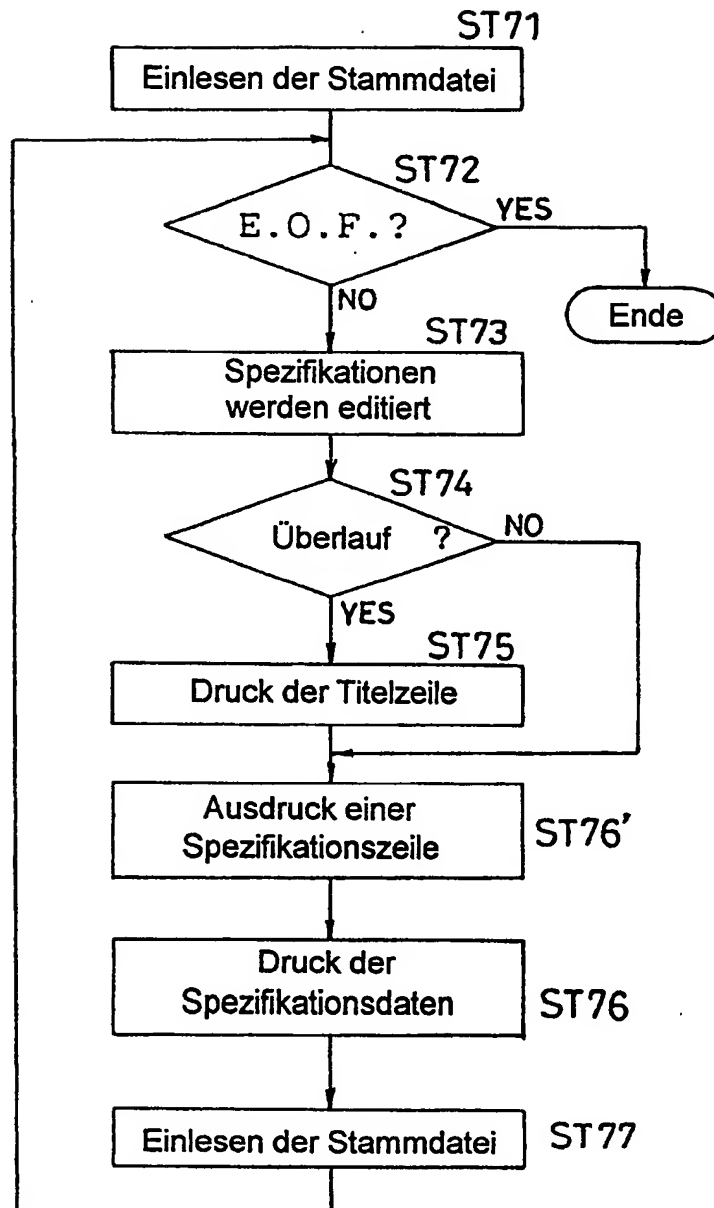 ST71
Einlesen der Stammdatei
ST72
E.O.F.?
YES
NO
Ende
ST73
Spezifikationen
werden editiert
ST74
Überlauf ?
NO
YES
ST75
Druck der Titelzeile
Ausdruck einer
Spezifikationszeile
ST76'
Druck der
Spezifikationsdaten
ST76
Einlesen der Stammdatei
ST77